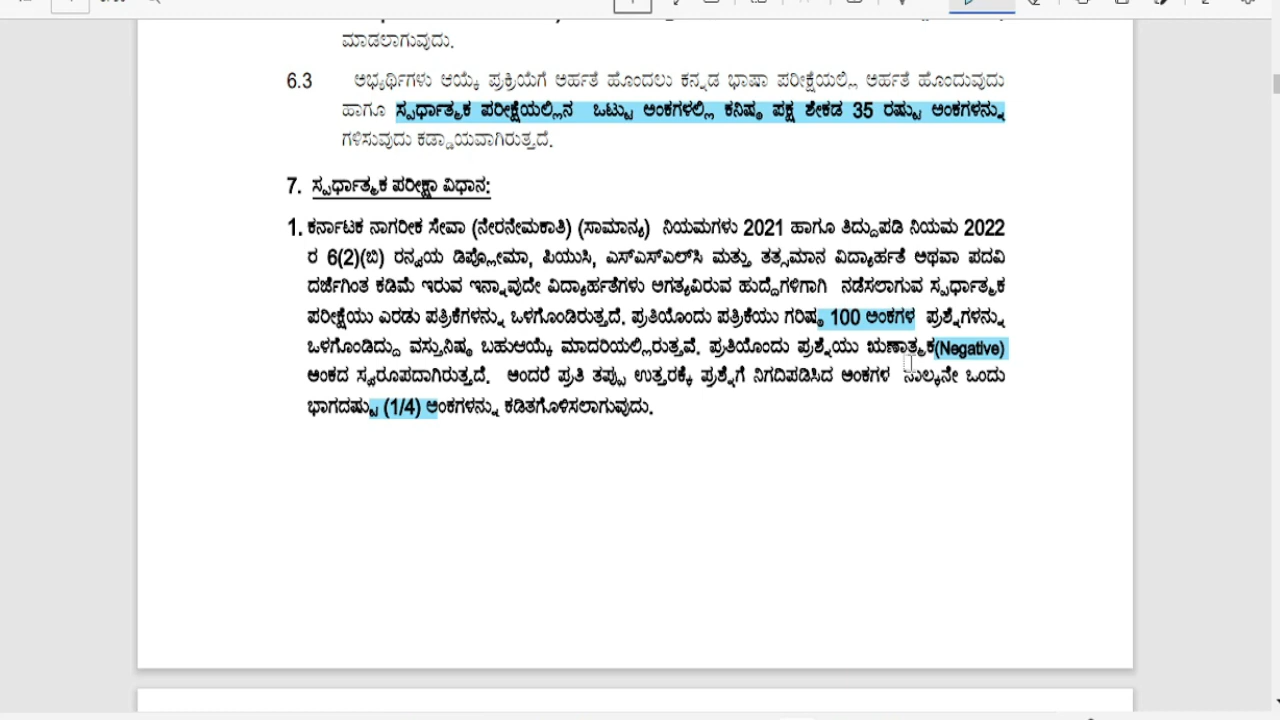 ಮಾಡಲಾಗುವುದು.
6.3 ಅಭ್ಯರ್ಥಿಗಳು ಆಯ್ಕೆ ಪ್ರಕ್ರಿಯೆಗೆ ಅರ್ಹತೆ ಹೊಂದಲು ಕನ್ನಡ ಭಾಷಾ ಪರೀಕ್ಷೆಯಲ್ಲಿ ಅರ್ಹತೆ ಹೊಂದುವುದು
ಹಾಗೂ ಸ್ಪರ್ಧಾತ್ಮಕ ಪರೀಕ್ಷೆಯಲ್ಲಿನ ಒಟ್ಟು ಅಂಕಗಳಲ್ಲಿ ಕನಿಷ್ಠ ಪಕ್ಷ ಶೇಕಡ 35 ರಷ್ಟು ಅಂಕಗಳನ್ನು
ಗಳಿಸುವುದು ಕಡ್ಡಾಯವಾಗಿರುತ್ತದೆ.
7. ಸ್ಪರ್ಧಾತ್ಮಕ ಪರೀಕ್ಷಾ ವಿಧಾನ:
1. ಕರ್ನಾಟಕ ನಾಗರೀಕ ಸೇವಾ (ನೇರನೇಮಕಾತಿ) (ಸಾಮಾನ್ಯ) ನಿಯಮಗಳು 2021 ಹಾಗೂ ತಿದ್ದುಪಡಿ ನಿಯಮ 2022
ರ 6(2)(ಬಿ) ರನ್ವಯ ಡಿಪ್ಲೋಮಾ, ಪಿಯುಸಿ, ಎಸ್ಎಸ್ಎಲ್‌ಸಿ ಮತ್ತು ತತ್ಸಮಾನ ವಿದ್ಯಾರ್ಹತೆ ಅಥವಾ ಪದವಿ
ದರ್ಜೆಗಿಂತ ಕಡಿಮೆ ಇರುವ ಇನ್ನಾವುದೇ ವಿದ್ಯಾರ್ಹತೆಗಳು ಅಗತ್ಯವಿರುವ ಹುದ್ದೆಗಳಿಗಾಗಿ ನಡೆಸಲಾಗುವ ಸ್ಪರ್ಧಾತ್ಮಕ
ಪರೀಕ್ಷೆಯು ಎರಡು ಪತ್ರಿಕೆಗಳನ್ನು ಒಳಗೊಂಡಿರುತ್ತದೆ. ಪ್ರತಿಯೊಂದು ಪತ್ರಿಕೆಯು ಗರಿಷ್ಠ 100 ಅಂಕಗಳ ಪ್ರಶ್ನೆಗಳನ್ನು
ಒಳಗೊಂಡಿದ್ದು ವಸ್ತುನಿಷ್ಠ ಬಹುಆಯ್ಕೆ ಮಾದರಿಯಲ್ಲಿರುತ್ತವೆ. ಪ್ರತಿಯೊಂದು ಪ್ರಶ್ನೆಯು ಋಣಾತ್ಮಕ(Negative)
ಅಂಕದ ಸ್ವರೂಪದಾಗಿರುತ್ತದೆ. ಅಂದರೆ ಪ್ರತಿ ತಪ್ಪು ಉತ್ತರಕ್ಕೆ ಪ್ರಶ್ನೆಗೆ ನಿಗದಿಪಡಿಸಿದ ಅಂಕಗಳ ನಾಲ್ಕನೇ ಒಂದು
ಭಾಗದಷ್ಟು (1/4) ಅಂಕಗಳನ್ನು ಕಡಿತಗೊಳಿಸಲಾಗುವುದು.